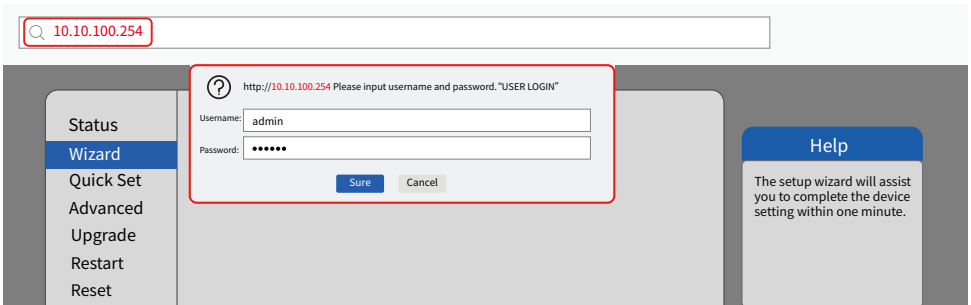 10.10.100.254
http://10.10.100.254 Please input username and password. “USER LOGIN”
Username: admin
Password: ••••••
Sure Cancel
Status
Wizard
Quick Set
Advanced
Upgrade
Restart
Reset
Help
The setup wizard will assist
you to complete the device
setting within one minute.